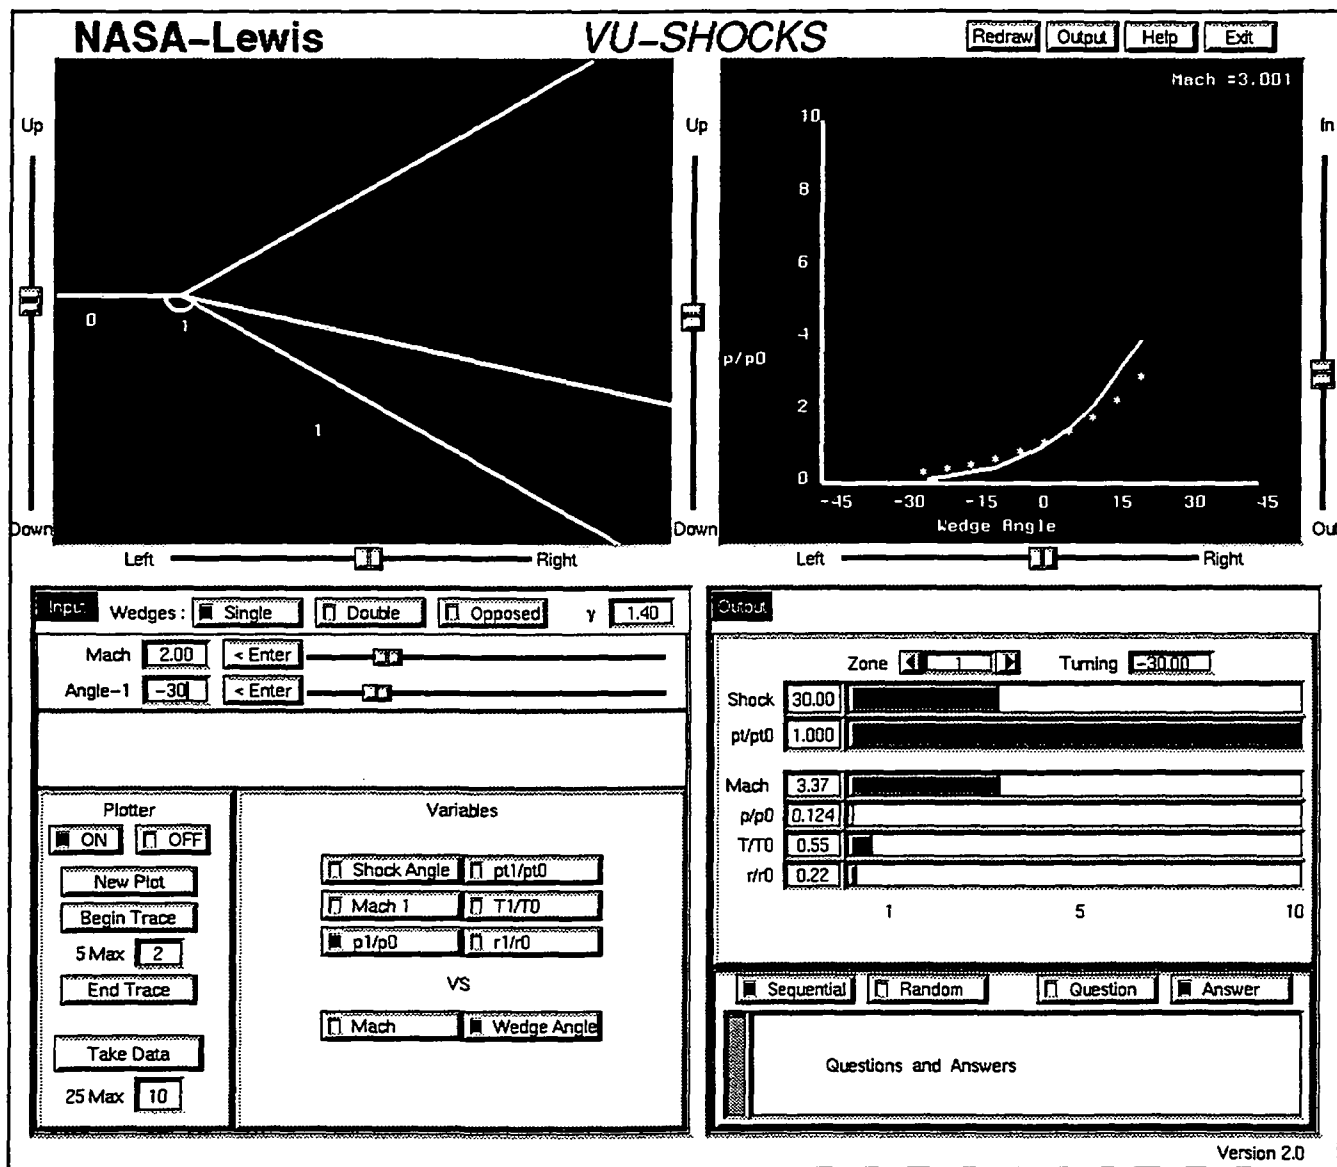 NASA-Lewis VU-SHOCKS Redraw Output Help Exit
Mach =3.001
Up Up In
10
8
6
4
2
0
p/p0
-45 -30 -15 0 15 30 45
Wedge Angle
0 1
1
Down Down Out
Left Right Left Right
Input Wedges : Single Double Opposed γ 1.40
Mach 2.00 < Enter
Angle-1 -30 < Enter
Plotter
ON OFF
New Plot
Begin Trace
5 Max 2
End Trace
Take Data
25 Max 10
Variables
Shock Angle pt1/pt0
Mach 1 T1/T0
p1/p0 r1/r0
VS
Mach Wedge Angle
Output
Zone 1 Turning -30.00
Shock 30.00
pt/pt0 1.000
Mach 3.37
p/p0 0.124
T/T0 0.55
r/r0 0.22
1 5 10
Sequential Random Question Answer
Questions and Answers
Version 2.0